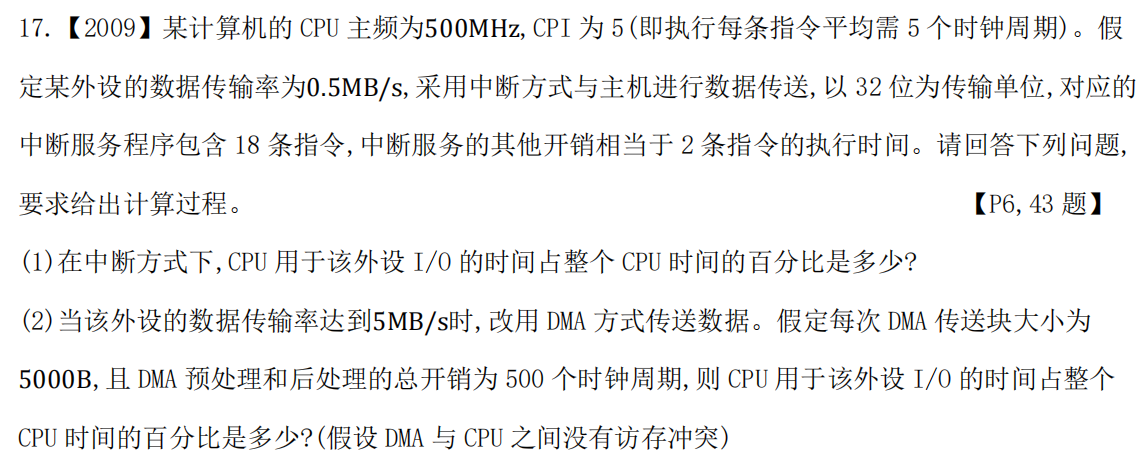 17.【2009】某计算机的 CPU 主频为500MHz, CPI 为 5(即执行每条指令平均需 5 个时钟周期)。假
定某外设的数据传输率为0.5MB/s, 采用中断方式与主机进行数据传送, 以 32 位为传输单位, 对应的
中断服务程序包含 18 条指令, 中断服务的其他开销相当于 2 条指令的执行时间。请回答下列问题,
要求给出计算过程。 【P6, 43 题】
(1)在中断方式下, CPU 用于该外设 I/O 的时间占整个 CPU 时间的百分比是多少?
(2)当该外设的数据传输率达到5MB/s时, 改用 DMA 方式传送数据。假定每次 DMA 传送块大小为
5000B, 且 DMA 预处理和后处理的总开销为 500 个时钟周期, 则 CPU 用于该外设 I/O 的时间占整个
CPU 时间的百分比是多少?(假设 DMA 与 CPU 之间没有访存冲突)